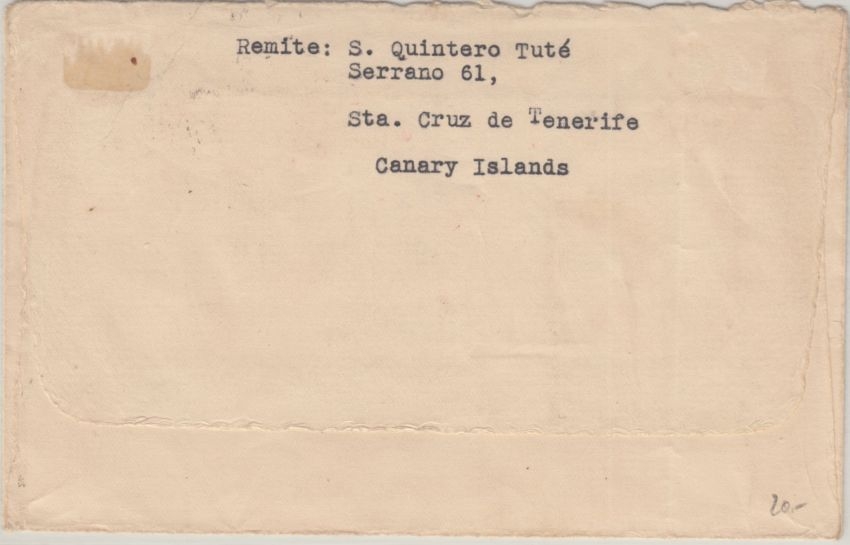 Remite: S. Quintero Tuté
Serrano 61,
Sta. Cruz de Tenerife
Canary Islands
20.-